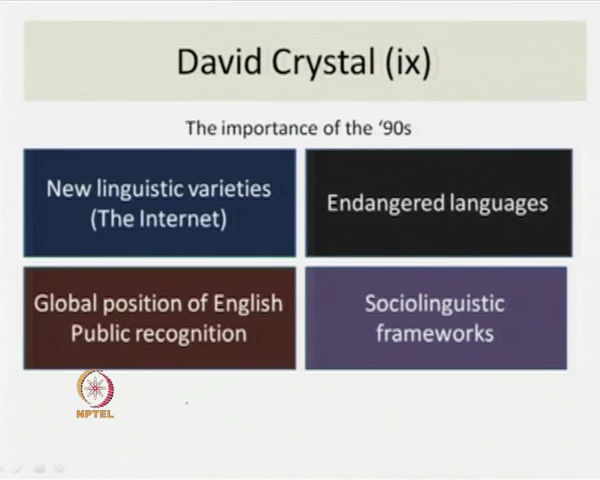 David Crystal (ix)
The importance of the ‘90s
New linguistic varieties
(The Internet)
Endangered languages
Global position of English
Public recognition
Sociolinguistic
frameworks
NPTEL